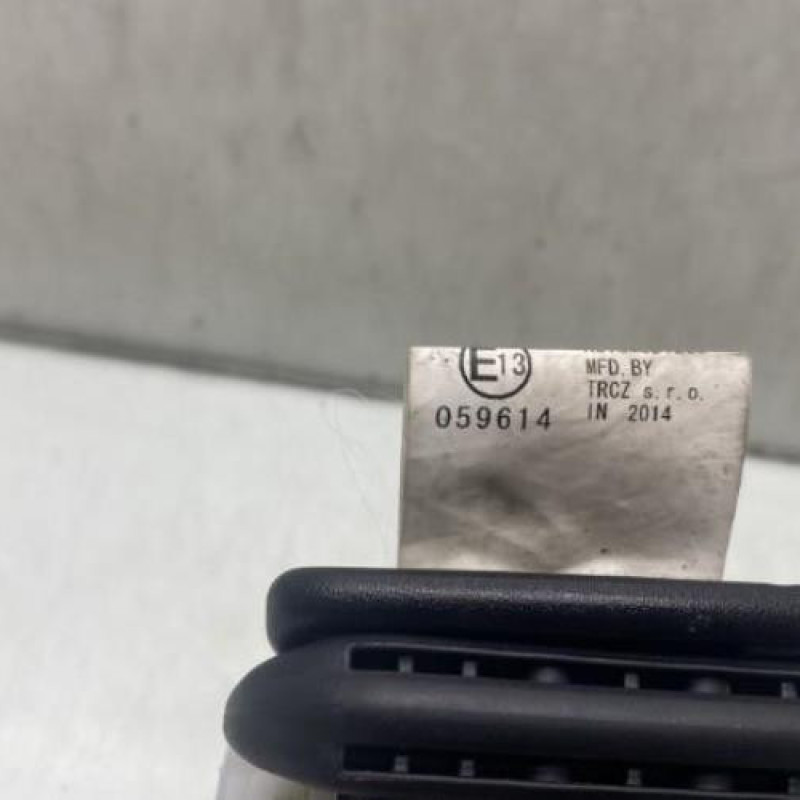 E13
059614
MFD. BY
TRCZ s. r. o.
IN 2014